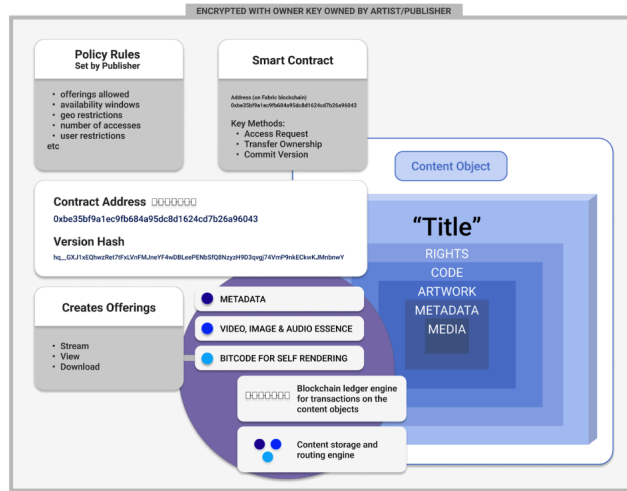 ENCRYPTED WITH OWNER KEY OWNED BY ARTIST/PUBLISHER
Policy Rules
Set by Publisher
• offerings allowed
• availability windows
• geo restrictions
• number of accesses
• user restrictions
etc
Smart Contract
Address (on Fabric blockchain)
0xbe35bf9a1ec9fb684a95dc8d1624cd7b26a96043
Key Methods:
• Access Request
• Transfer Ownership
• Commit Version
Contract Address
0xbe35bf9a1ec9fb684a95dc8d1624cd7b26a96043
Version Hash
Content Object
“Title”
RIGHTS
CODE
ARTWORK
METADATA
MEDIA
Creates Offerings
• Stream
• View
• Download
METADATA
VIDEO, IMAGE & AUDIO ESSENCE
BITCODE FOR SELF RENDERING
Blockchain ledger engine
for transactions on the
content objects
Content storage and
routing engine